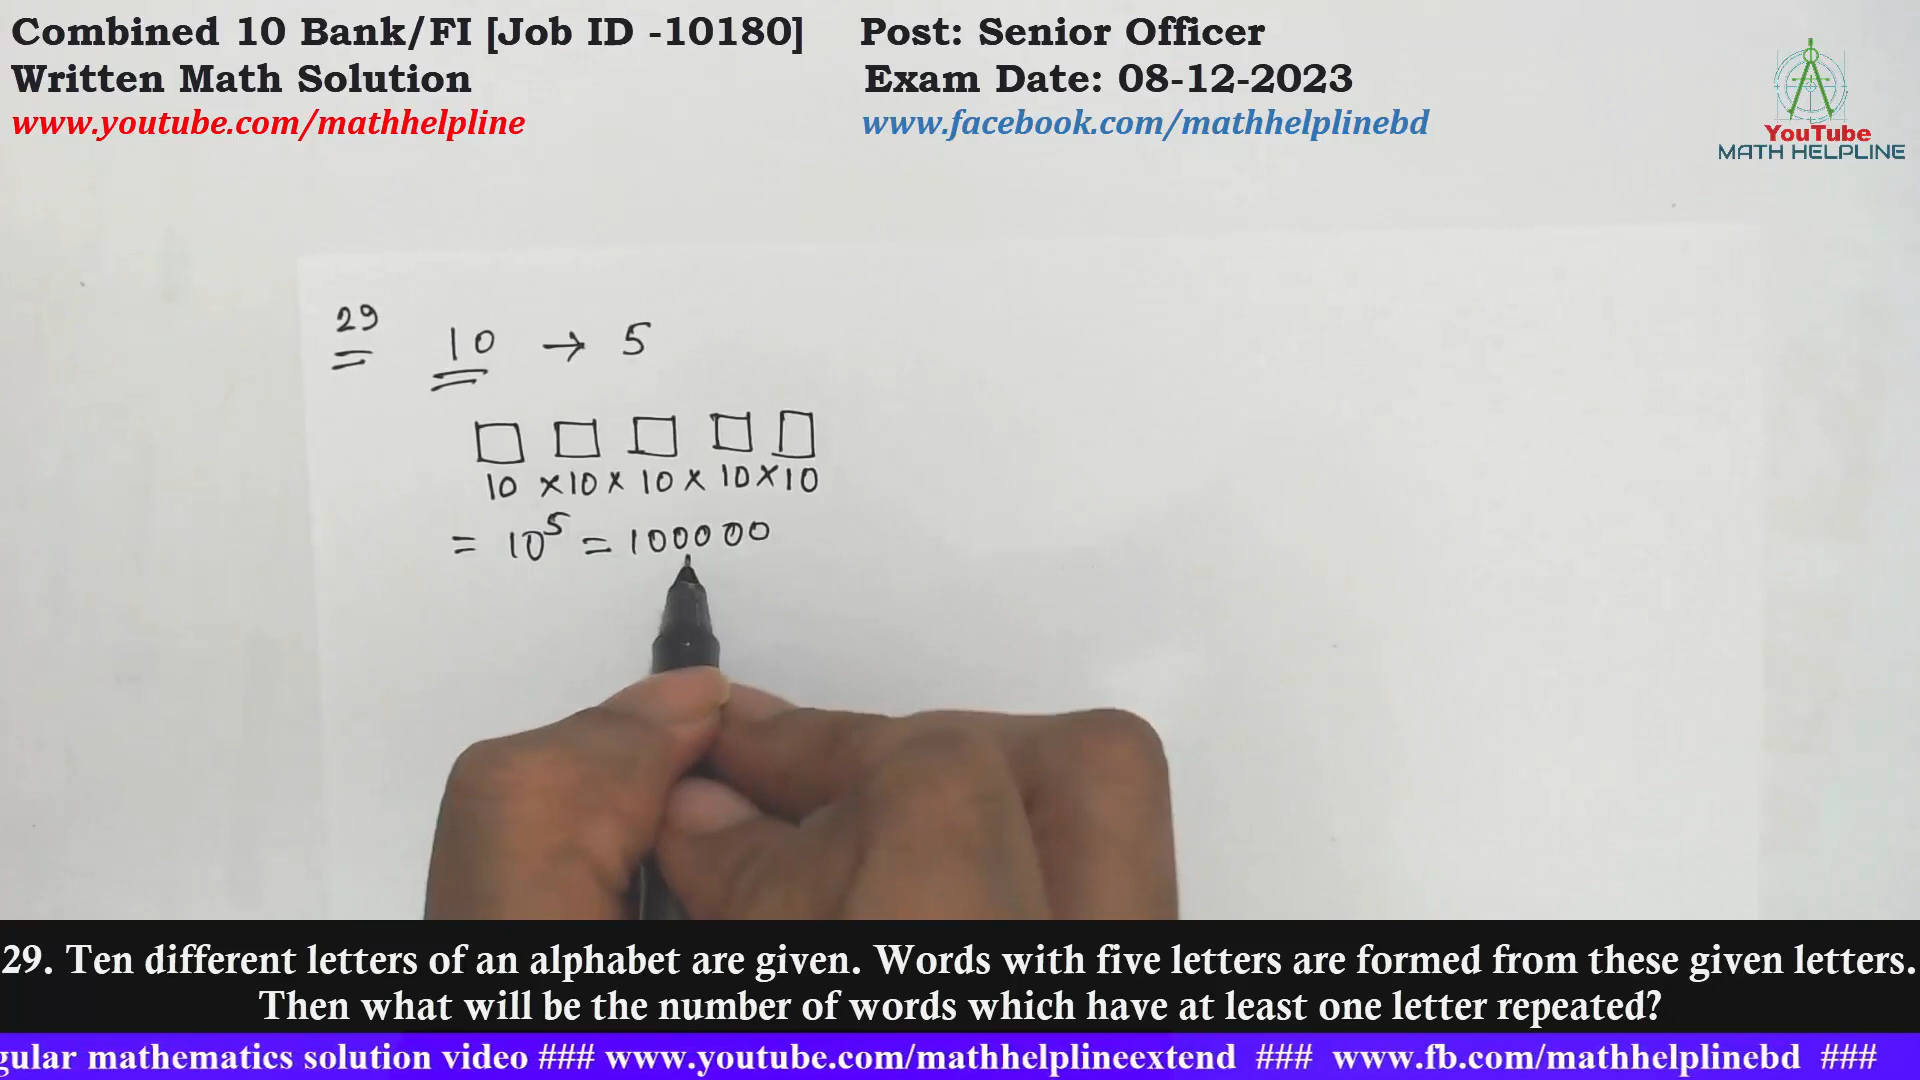 Combined 10 Bank/FI [Job ID -10180] Post: Senior Officer
Written Math Solution Exam Date: 08-12-2023
www.youtube.com/mathhelpline www.facebook.com/mathhelplinebd
YouTube
MATH HELPLINE
29 10 → 5
10 × 10 × 10 × 10 × 10
= 10⁵ = 100000
29. Ten different letters of an alphabet are given. Words with five letters are formed from these given letters.
Then what will be the number of words which have at least one letter repeated?
gular mathematics solution video ### www.youtube.com/mathhelplineextend ### www.fb.com/mathhelplinebd ###